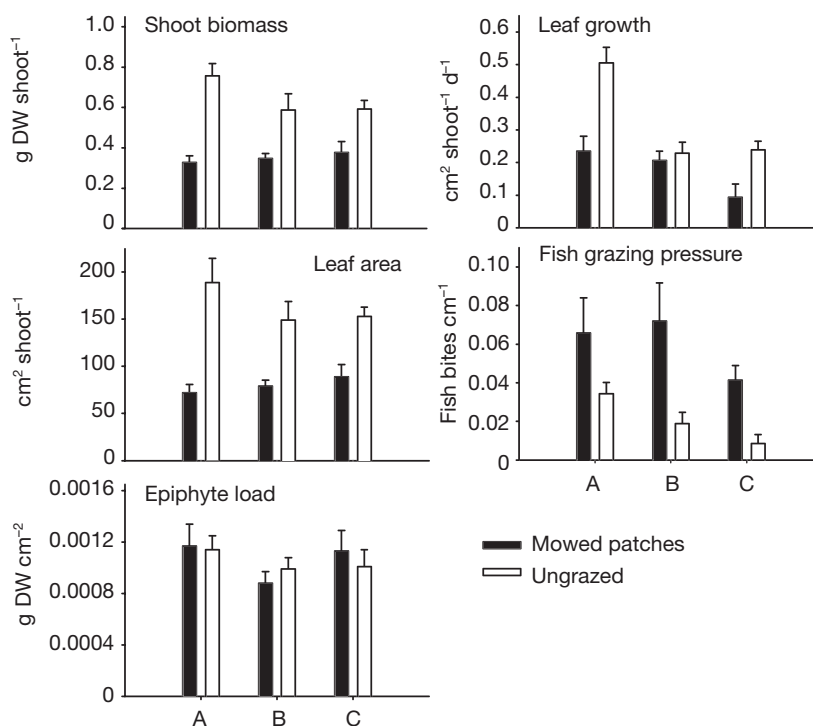 Shoot biomass
g DW shoot⁻¹
1.0
0.8
0.6
0.4
0.2
0
Leaf growth
cm² shoot⁻¹ d⁻¹
0.6
0.5
0.4
0.3
0.2
0.1
0
Leaf area
cm² shoot⁻¹
200
150
100
50
0
Fish grazing pressure
Fish bites cm⁻¹
0.10
0.08
0.06
0.04
0.02
0
A B C
Epiphyte load
g DW cm⁻²
0.0016
0.0012
0.0008
0.0004
0
A B C
Mowed patches
Ungrazed